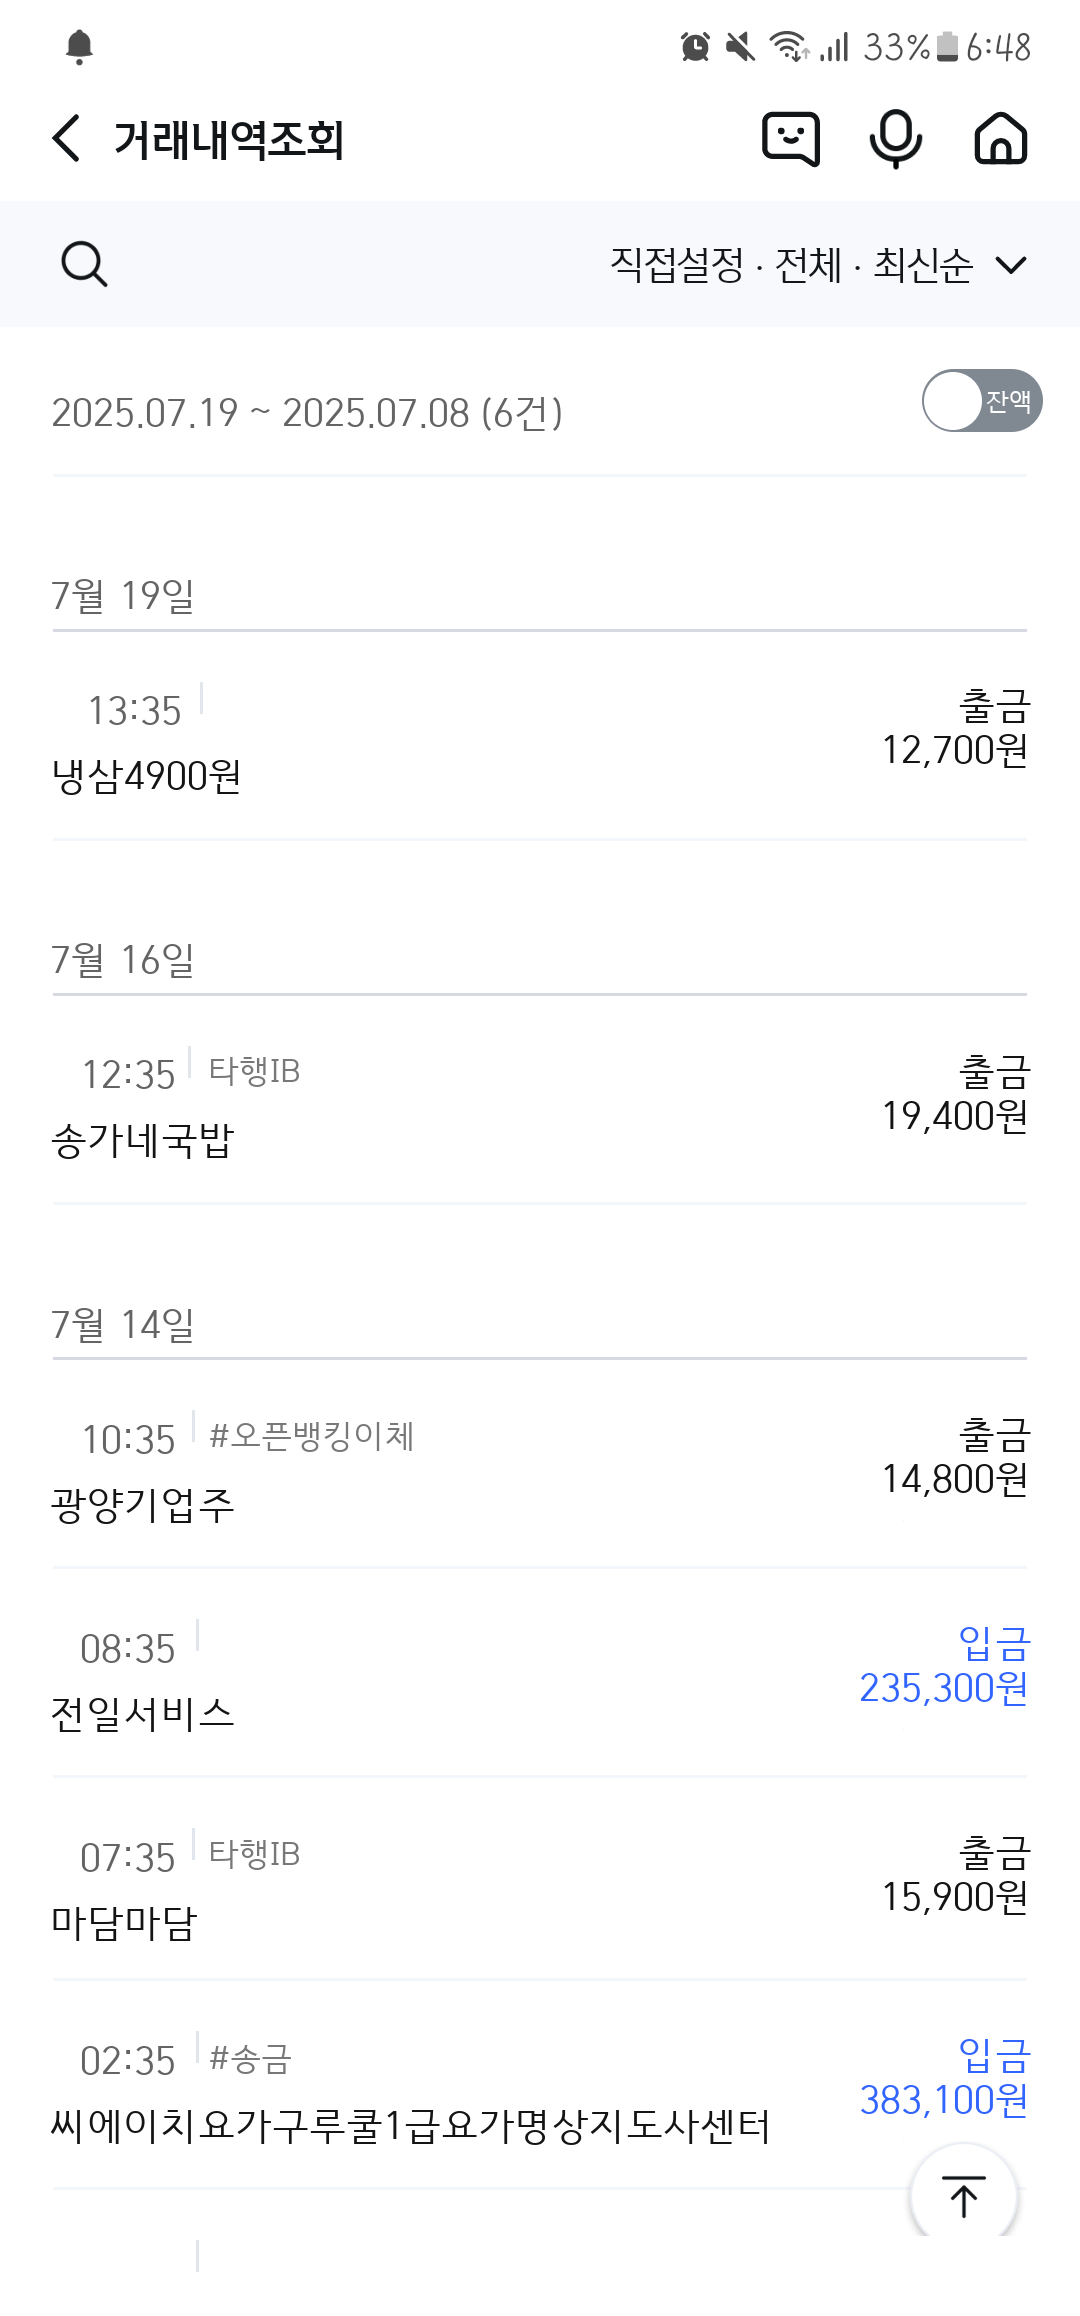 33% 6:48
거래내역조회
직접설정 · 전체 · 최신순
2025.07.19 ~ 2025.07.08 (6건)
잔액
7월 19일
13:35
출금
12,700원
냉삼4900원
7월 16일
12:35 타행IB
출금
19,400원
송가네국밥
7월 14일
10:35 #오픈뱅킹이체
출금
14,800원
광양기업주
08:35
입금
235,300원
전일서비스
07:35 타행IB
출금
15,900원
마담마담
02:35 #송금
입금
383,100원
씨에이치요가구루쿨1급요가명상지도사센터